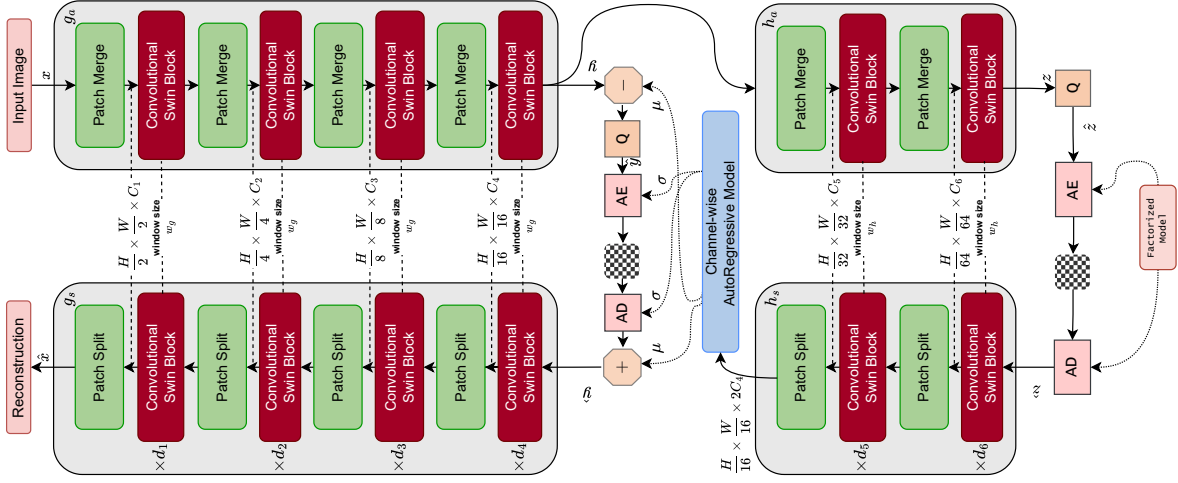 Input Image
x
g_a
Patch Merge
Convolutional
Swin Block
Patch Merge
Convolutional
Swin Block
Patch Merge
Convolutional
Swin Block
Patch Merge
Convolutional
Swin Block
H/2 × W/2 × C_1
window size
w_g
H/4 × W/4 × C_2
window size
w_g
H/8 × W/8 × C_3
window size
w_g
H/16 × W/16 × C_4
window size
w_g
Reconstruction
x̂
g_s
Patch Split
Convolutional
Swin Block
×d_1
Patch Split
Convolutional
Swin Block
×d_2
Patch Split
Convolutional
Swin Block
×d_3
Patch Split
Convolutional
Swin Block
×d_4
y
−
μ
Q
ŷ
AE
σ
AD
σ
+
μ
ŷ
Channel-wise
AutoRegressive Model
H/16 × W/16 × 2C_4
h_a
Patch Merge
Convolutional
Swin Block
Patch Merge
Convolutional
Swin Block
H/32 × W/32 × C_5
window size
w_h
H/64 × W/64 × C_6
window size
w_h
h_s
Patch Split
Convolutional
Swin Block
×d_5
Patch Split
Convolutional
Swin Block
×d_6
z
Q
ẑ
AE
AD
ẑ
Factorized
Model